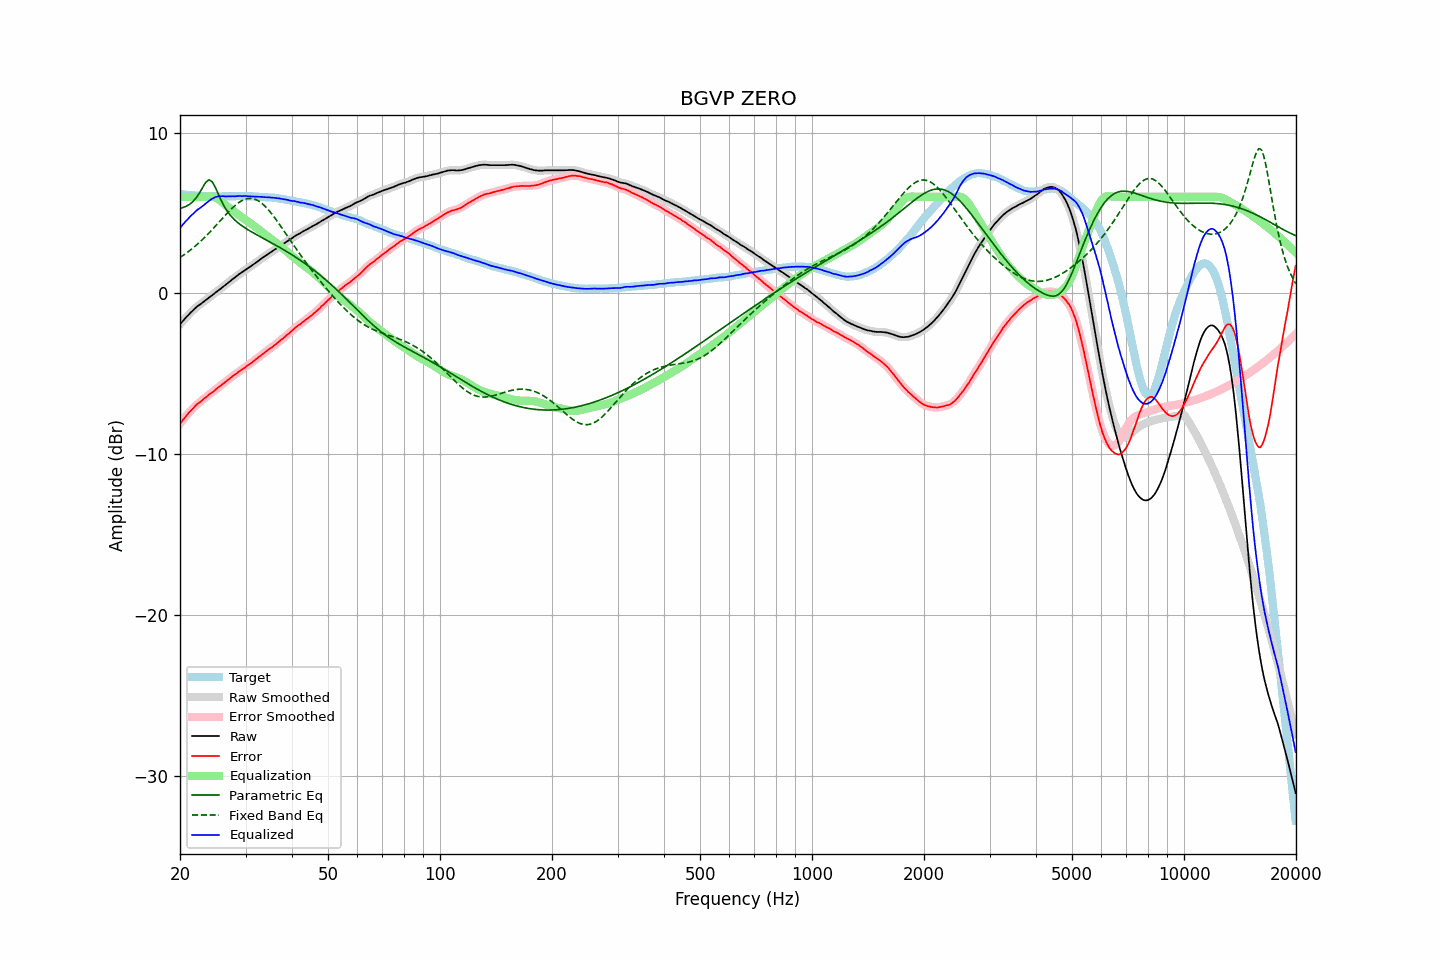 BGVP ZERO
10
0
−10
−20
−30
Amplitude (dBr)
Target
Raw Smoothed
Error Smoothed
Raw
Error
Equalization
Parametric Eq
Fixed Band Eq
Equalized
20 50 100 200 500 1000 2000 5000 10000 20000
Frequency (Hz)